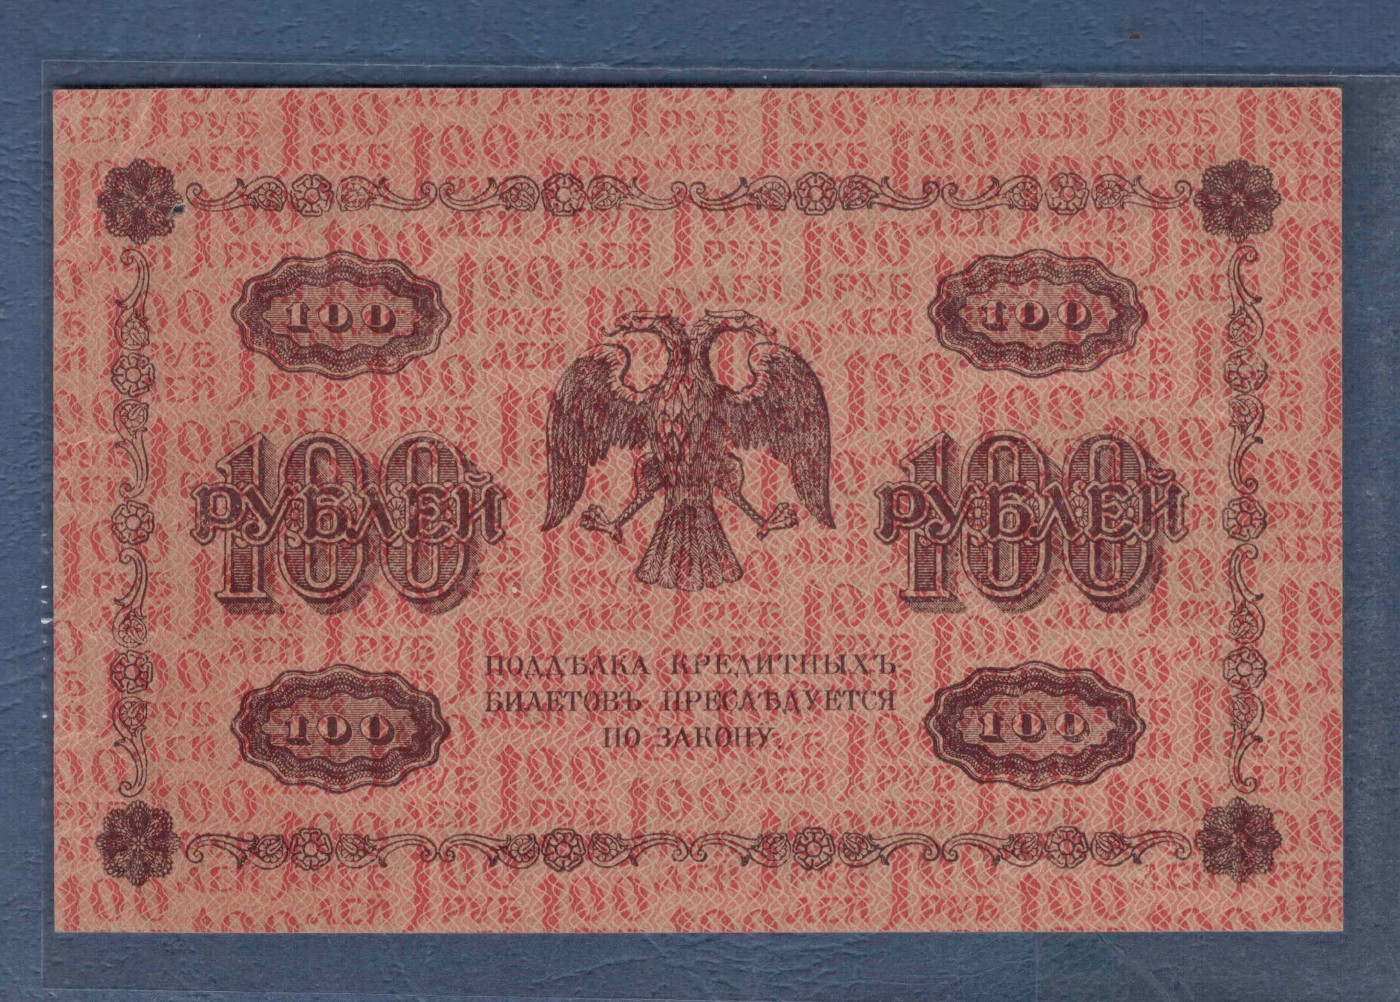 100 100
100 РУБЛЕЙ 100 РУБЛЕЙ
ПОДДѢЛКА КРЕДИТНЫХЪ
БИЛЕТОВЪ ПРЕСЛѢДУЕТСЯ
ПО ЗАКОНУ.
100 100